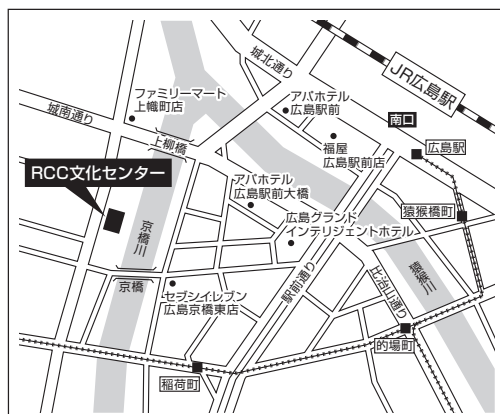 城北通り
JR広島駅
ファミリーマート
上幟町店
アパホテル
広島駅前
南口
城南通り
上柳橋
福屋
広島駅前店
広島駅
RCC文化センター
アパホテル
広島駅前大橋
猿猴橋町
広島グランド
インテリジェントホテル
京橋川
猿猴川
京橋
セブンイレブン
広島京橋東店
駅前通り
比治山通り
的場町
稲荷町